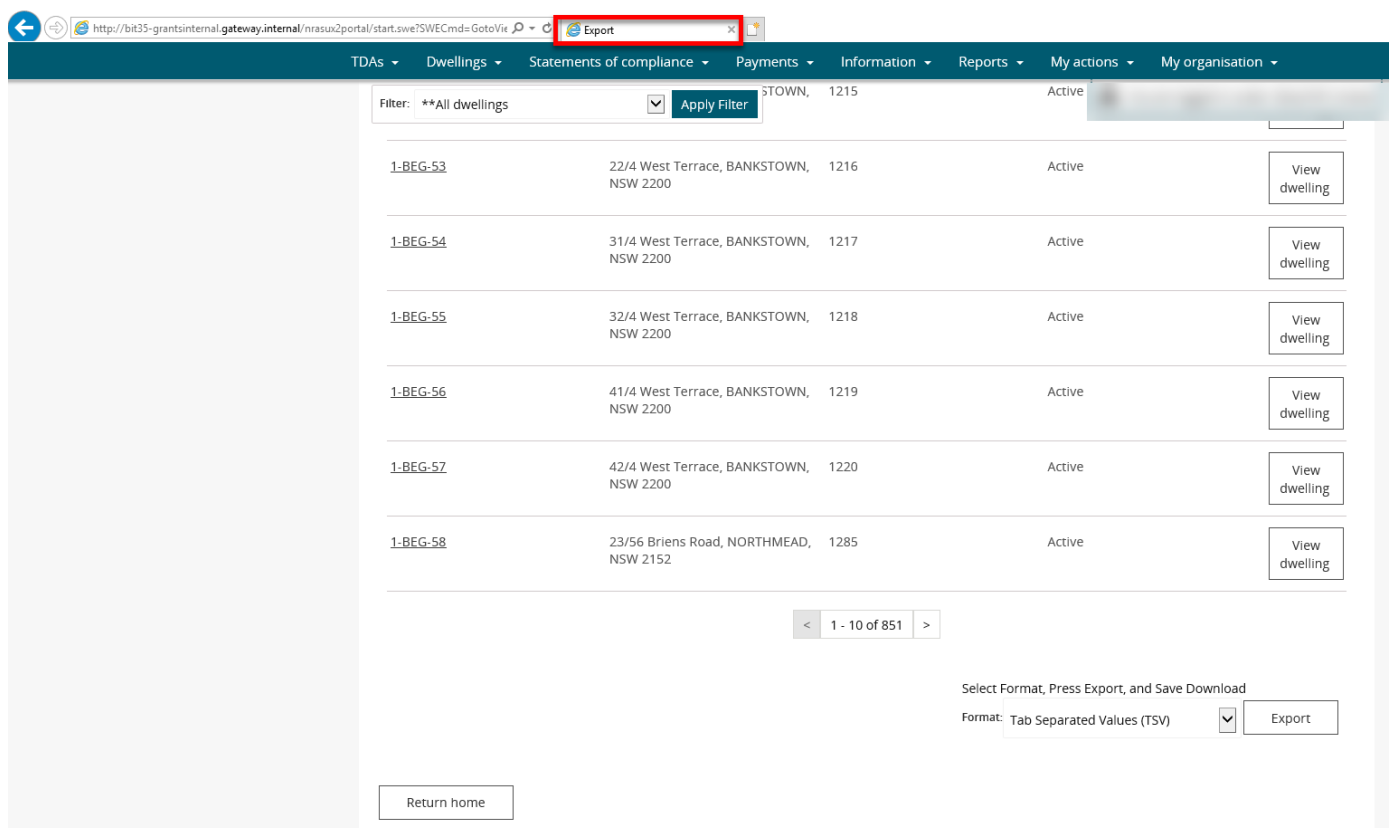 http://bit35-grantsinternal.gateway.internal/nrasux2portal/start.swe?SWECmd=GotoVie
Export
TDAs Dwellings Statements of compliance Payments Information Reports My actions My organisation
Filter: **All dwellings Apply Filter STOWN, 1215 Active
1-BEG-53 22/4 West Terrace, BANKSTOWN, 1216 Active View
NSW 2200 dwelling
1-BEG-54 31/4 West Terrace, BANKSTOWN, 1217 Active View
NSW 2200 dwelling
1-BEG-55 32/4 West Terrace, BANKSTOWN, 1218 Active View
NSW 2200 dwelling
1-BEG-56 41/4 West Terrace, BANKSTOWN, 1219 Active View
NSW 2200 dwelling
1-BEG-57 42/4 West Terrace, BANKSTOWN, 1220 Active View
NSW 2200 dwelling
1-BEG-58 23/56 Briens Road, NORTHMEAD, 1285 Active View
NSW 2152 dwelling
< 1 - 10 of 851 >
Select Format, Press Export, and Save Download
Format: Tab Separated Values (TSV) Export
Return home